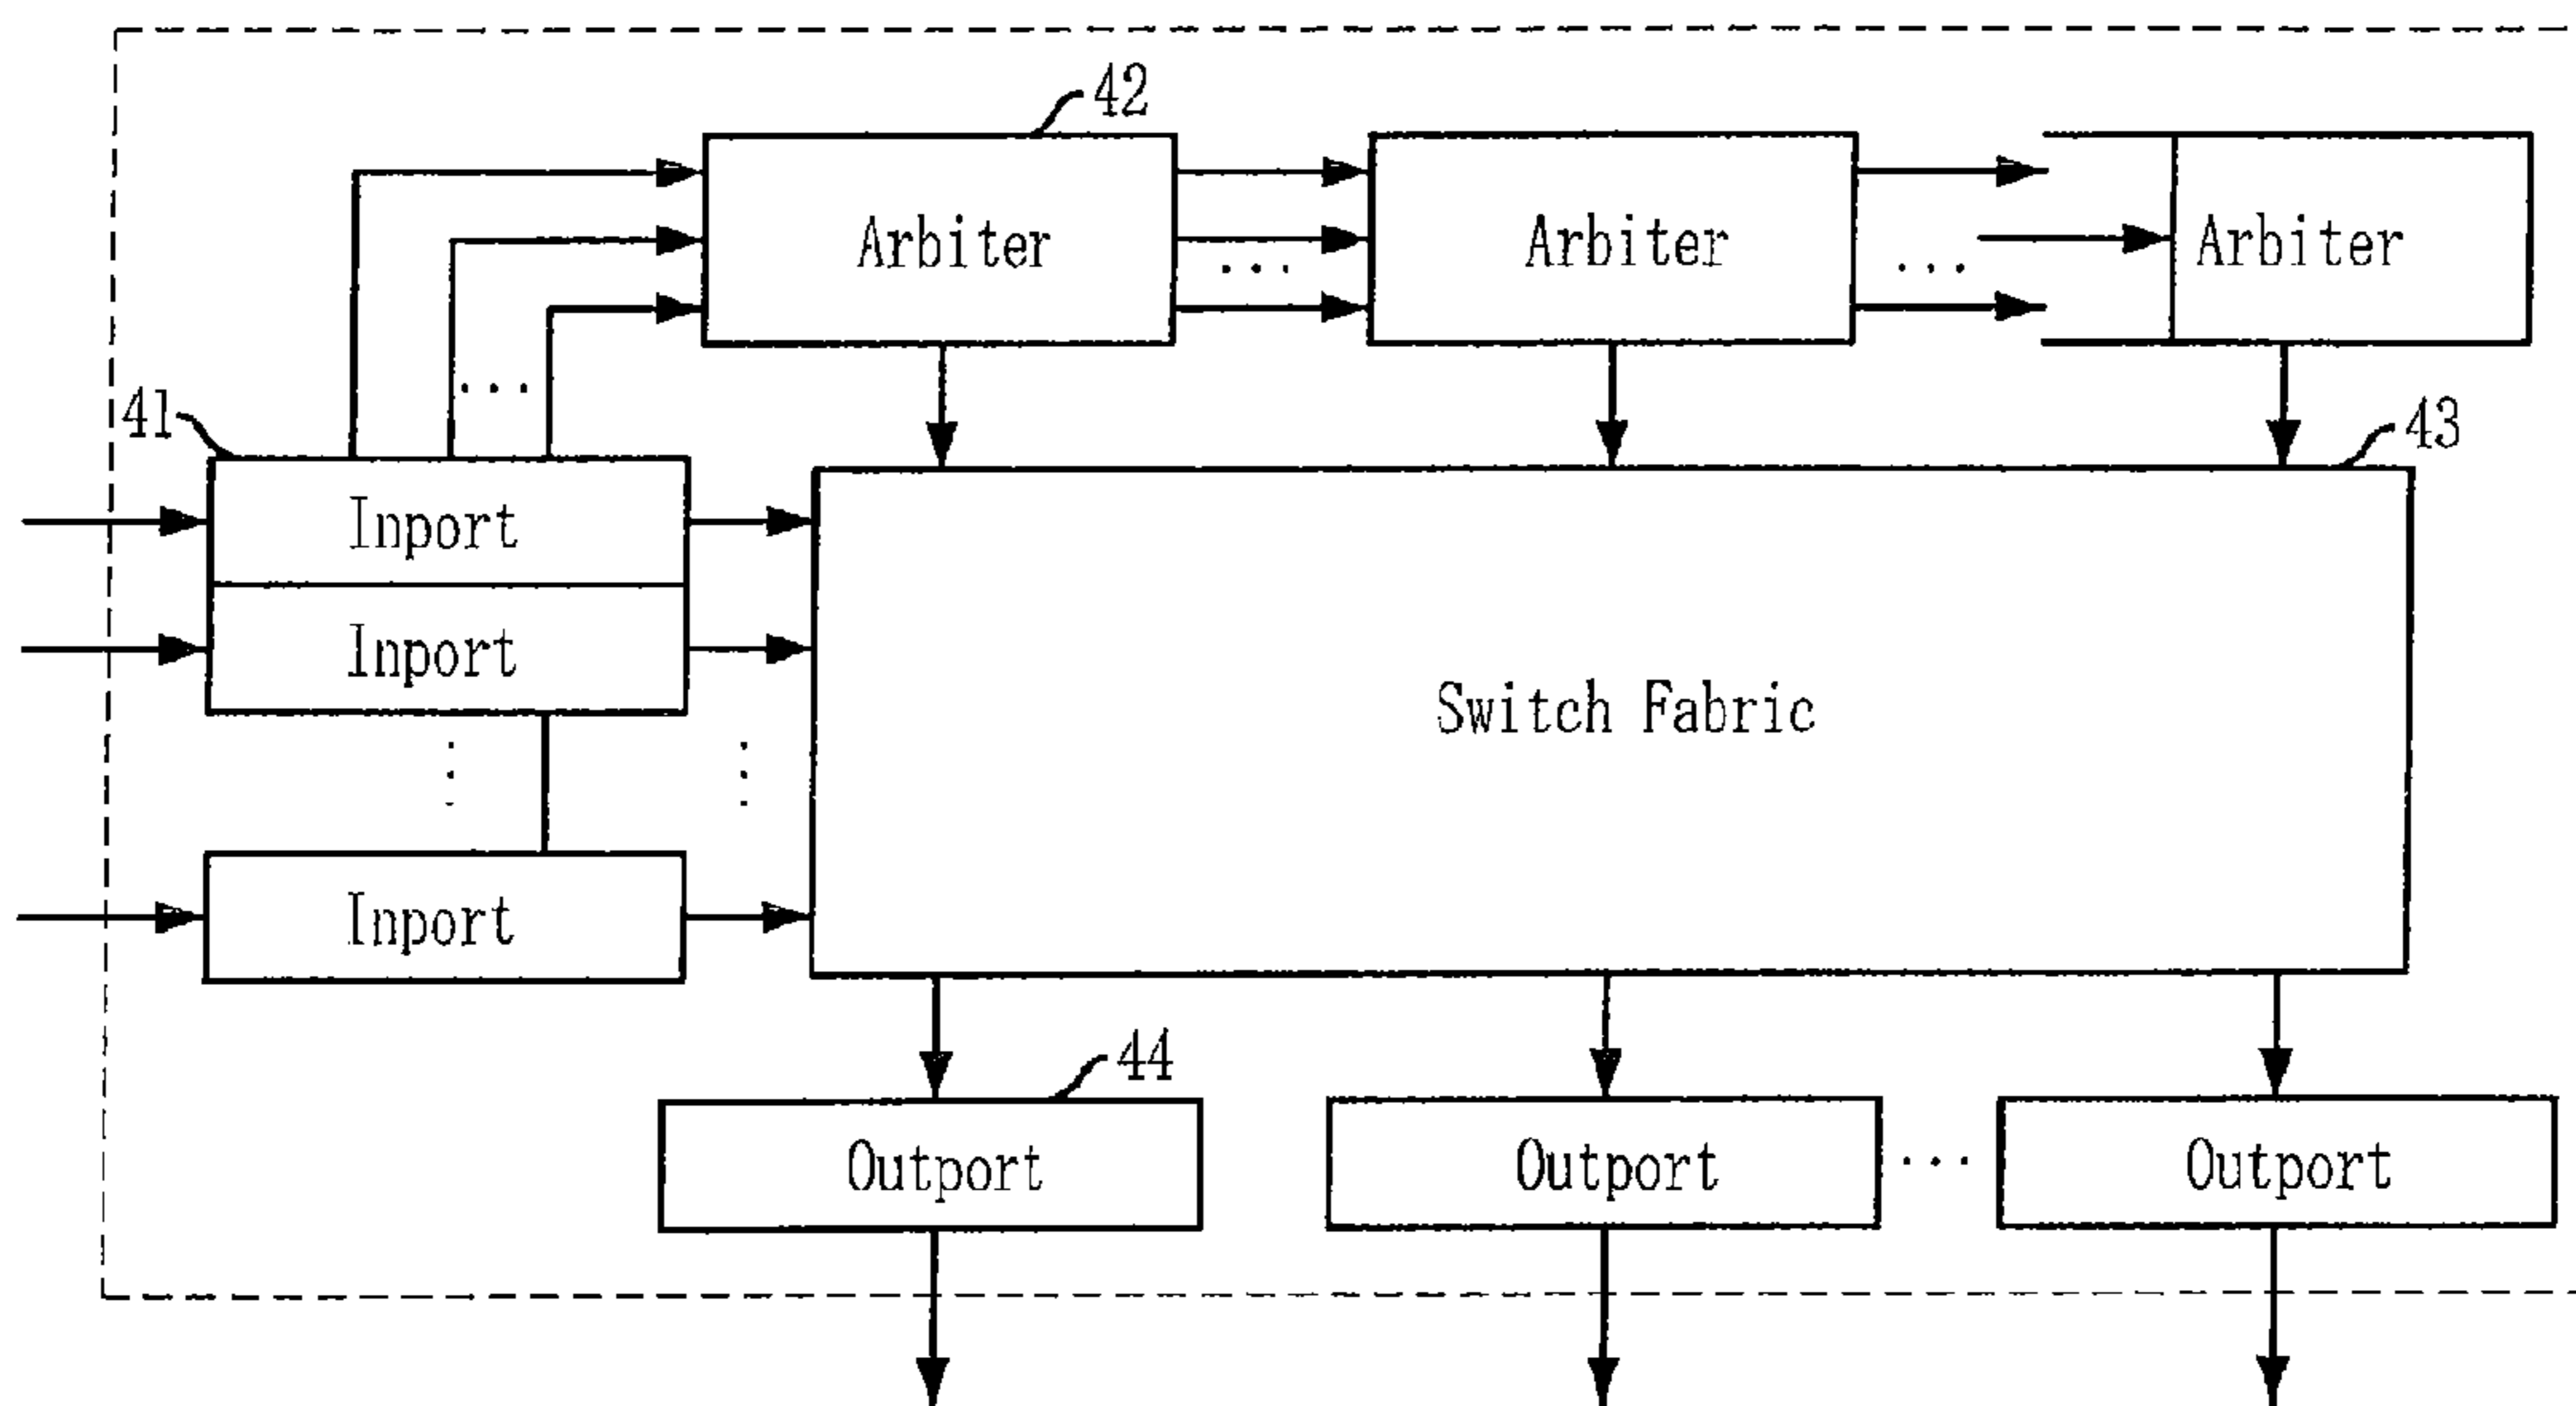 42
Arbiter
Arbiter
Arbiter
...
...
...
41
43
Inport
Inport
Switch Fabric
Inport
44
Outport
Outport
...
Outport